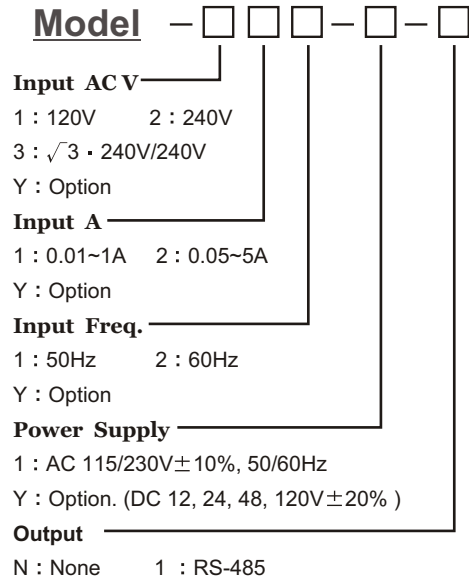 Model －□ □ □－□－□
Input AC V
1：120V 2：240V
3：√3．240V/240V
Y：Option
Input A
1：0.01~1A 2：0.05~5A
Y：Option
Input Freq.
1：50Hz 2：60Hz
Y：Option
Power Supply
1：AC 115/230V±10%, 50/60Hz
Y：Option. (DC 12, 24, 48, 120V±20% )
Output
N：None 1 ：RS-485